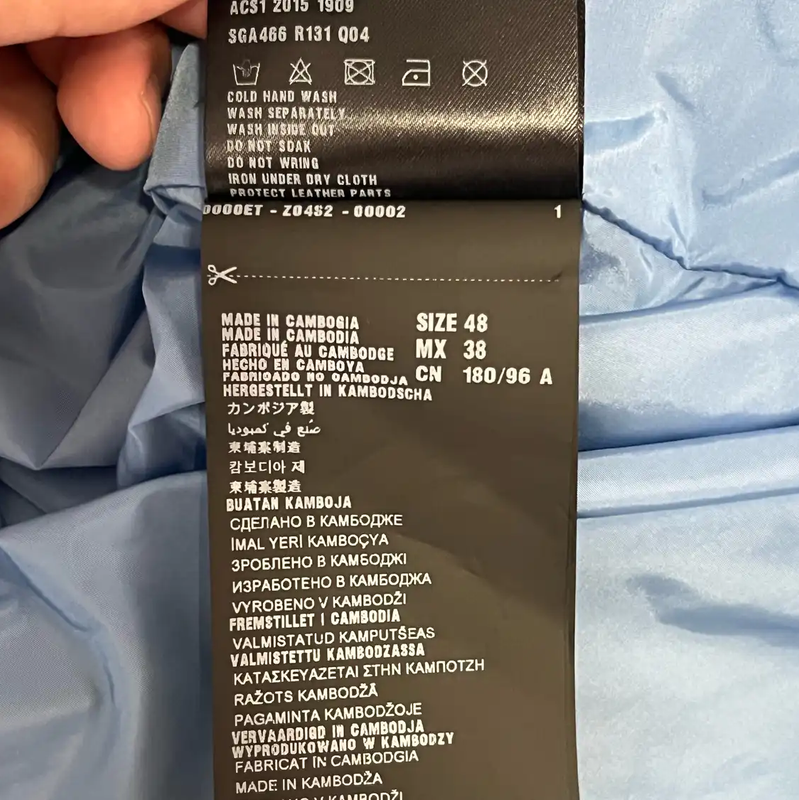 ACS1 2015 1909
SGA466 R131 Q04
COLD HAND WASH
WASH SEPARATELY
WASH INSIDE OUT
DO NOT SOAK
DO NOT WRING
IRON UNDER DRY CLOTH
PROTECT LEATHER PARTS
0000ET - Z04S2 - 00002 1
MADE IN CAMBOGIA SIZE 48
MADE IN CAMBODIA
FABRIQUÉ AU CAMBODGE MX 38
HECHO EN CAMBOYA
FABRICADO NO CAMBODJA CN 180/96 A
HERGESTELLT IN KAMBODSCHA
カンボジア製
صُنع في كمبوديا
柬埔寨制造
캄보디아 제
柬埔寨製造
BUATAN KAMBOJA
СДЕЛАНО В КАМБОДЖЕ
İMAL YERİ KAMBOÇYA
ЗРОБЛЕНО В КАМБОДЖІ
ИЗРАБОТЕНО В КАМБОДЖА
VYROBENO V KAMBODŽI
FREMSTILLET I CAMBODIA
VALMISTATUD KAMPUTŠEAS
VALMISTETTU KAMBODZASSA
ΚΑΤΑΣΚΕΥΑΖΕΤΑΙ ΣΤΗΝ ΚΑΜΠΟΤΖΗ
RAŽOTS KAMBODŽĀ
PAGAMINTA KAMBODŽOJE
VERVAARDIGD IN CAMBODJA
WYPRODUKOWANO W KAMBODZY
FABRICAT IN CAMBODGIA
MADE IN KAMBODŽA
V KAMBODŽI